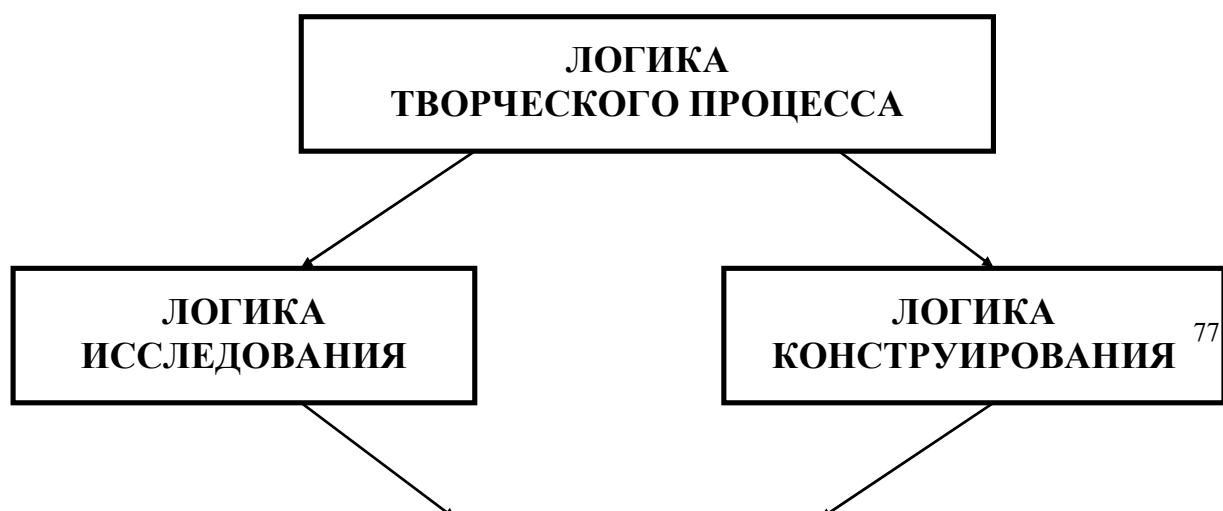 ЛОГИКА
ТВОРЧЕСКОГО ПРОЦЕССА
ЛОГИКА
ИССЛЕДОВАНИЯ
ЛОГИКА
КОНСТРУИРОВАНИЯ
77